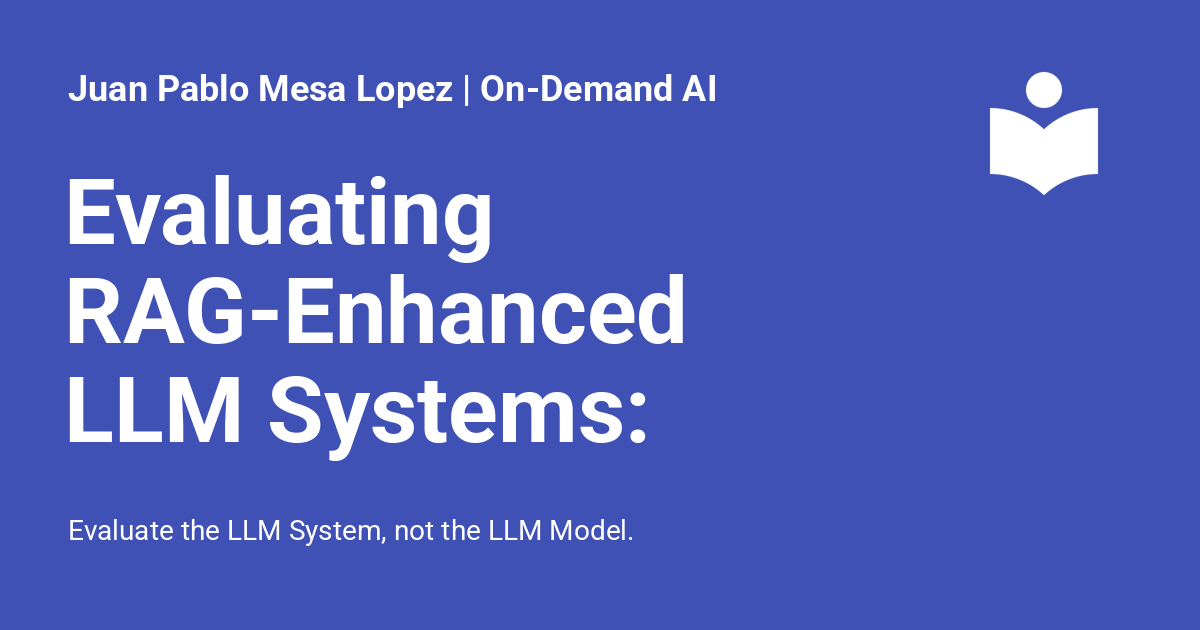 Juan Pablo Mesa Lopez | On-Demand AI
Evaluating
RAG-Enhanced
LLM Systems:
Evaluate the LLM System, not the LLM Model.